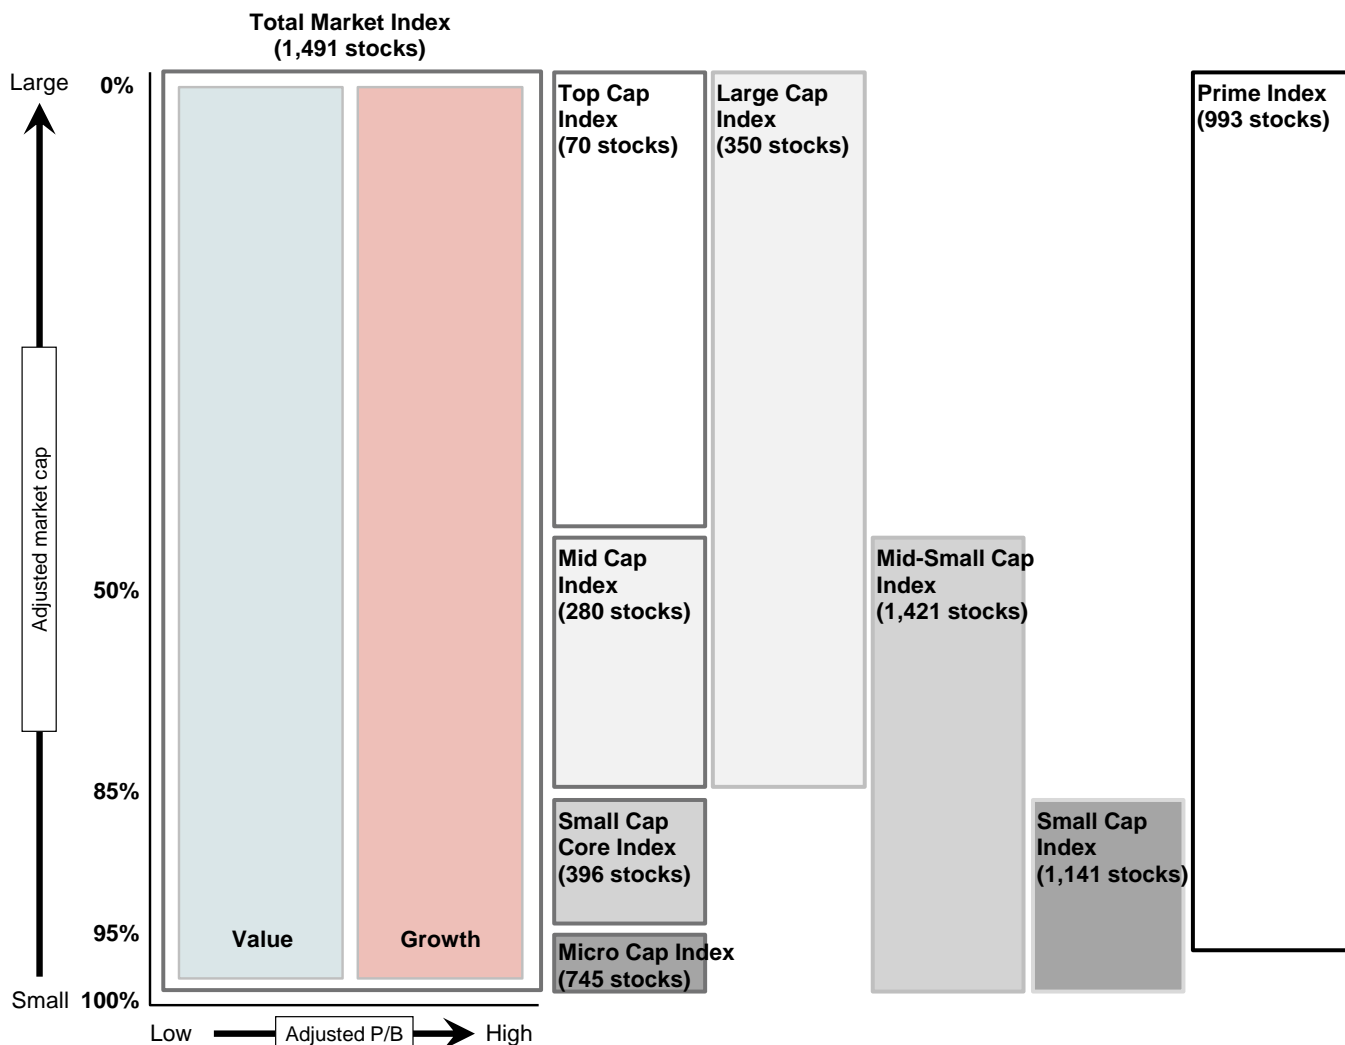 Total Market Index
(1,491 stocks)
Large
0%
50%
85%
95%
100%
Small
Adjusted market cap
Value
Growth
Low
Adjusted P/B
High
Top Cap
Index
(70 stocks)
Large Cap
Index
(350 stocks)
Prime Index
(993 stocks)
Mid Cap
Index
(280 stocks)
Mid-Small Cap
Index
(1,421 stocks)
Small Cap
Core Index
(396 stocks)
Small Cap
Index
(1,141 stocks)
Micro Cap Index
(745 stocks)